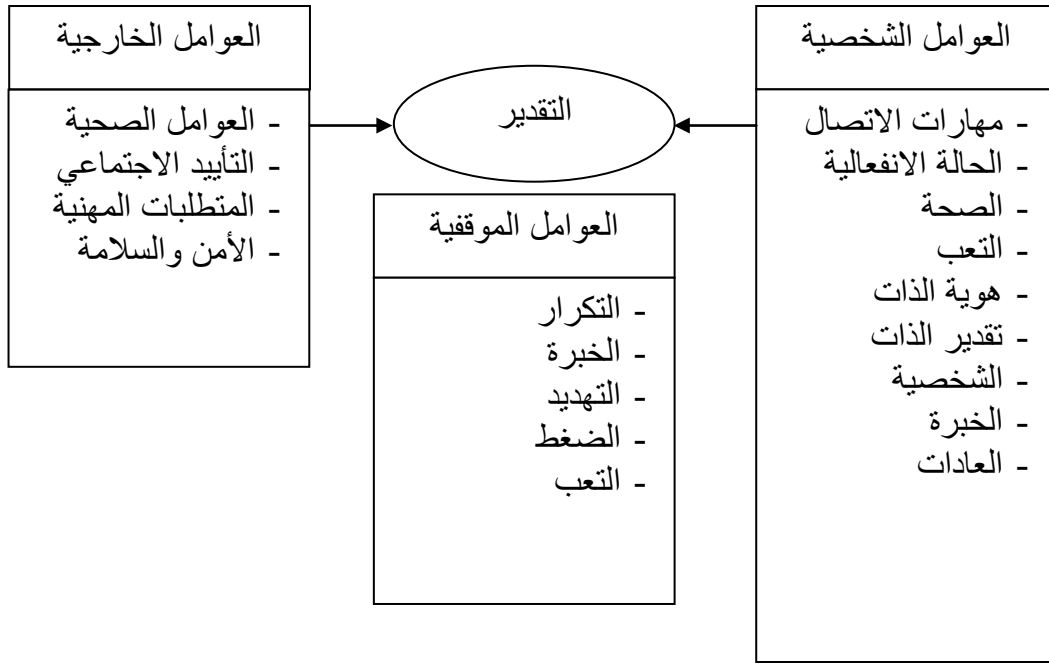 العوامل الشخصية
- مهارات الاتصال
- الحالة الانفعالية
- الصحة
- التعب
- هوية الذات
- تقدير الذات
- الشخصية
- الخبرة
- العادات
التقدير
العوامل الموقفية
- التكرار
- الخبرة
- التهديد
- الضغط
- التعب
العوامل الخارجية
- العوامل الصحية
- التأييد الاجتماعي
- المتطلبات المهنية
- الأمن والسلامة